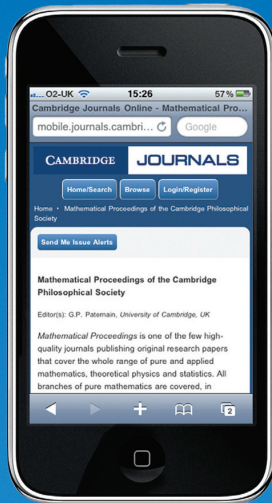 O2-UK 15:26 57%
Cambridge Journals Online - Mathematical Pro...
mobile.journals.cambri... Google
CAMBRIDGE JOURNALS
Home/Search Browse Login/Register
Home • Mathematical Proceedings of the Cambridge Philosophical
Society
Send Me Issue Alerts
Mathematical Proceedings of the Cambridge
Philosophical Society
Editor(s): G.P. Paternain, University of Cambridge, UK
Mathematical Proceedings is one of the few high-
quality journals publishing original research papers
that cover the whole range of pure and applied
mathematics, theoretical physics and statistics. All
branches of pure mathematics are covered, in
2